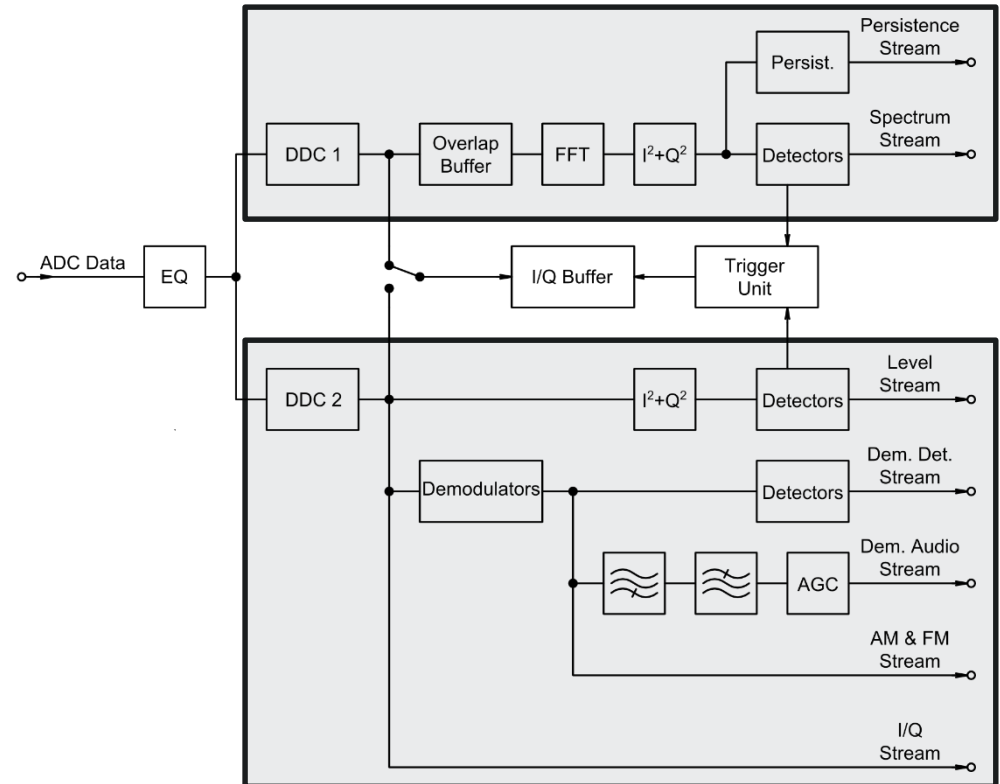 Persistence
Stream
Persist.
Spectrum
Stream
DDC 1
Overlap
Buffer
FFT
I²+Q²
Detectors
ADC Data
EQ
I/Q Buffer
Trigger
Unit
Level
Stream
DDC 2
I²+Q²
Detectors
Dem. Det.
Stream
Demodulators
Detectors
Dem. Audio
Stream
AGC
AM & FM
Stream
I/Q
Stream